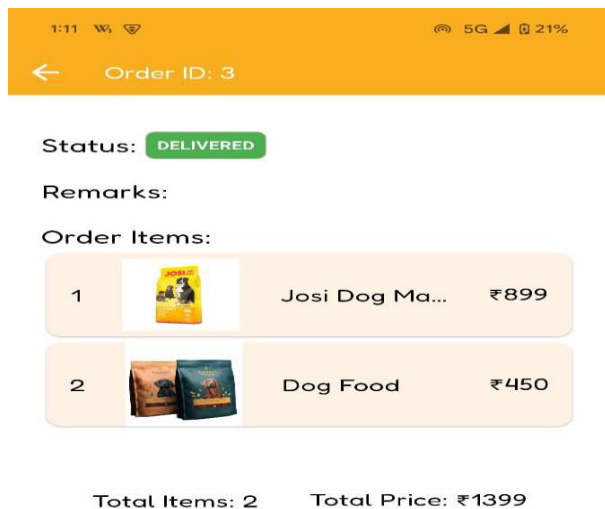 1:11 5G 21%
Order ID: 3
Status: DELIVERED
Remarks:
Order Items:
1 JOSI Josi Dog Ma... ₹899
2 Dog Food ₹450
Total Items: 2 Total Price: ₹1399